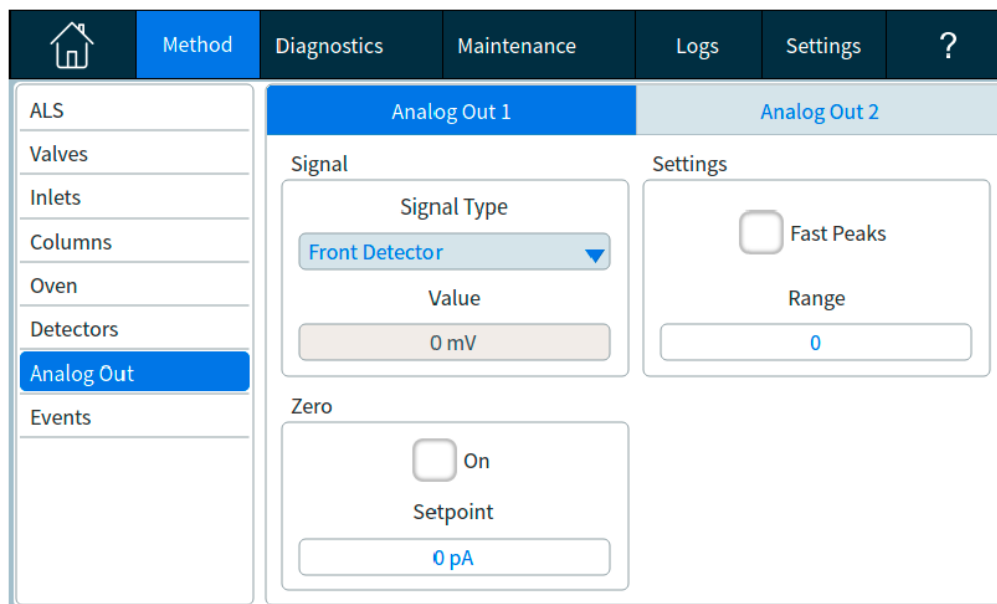 Method
Diagnostics
Maintenance
Logs
Settings
?
ALS
Valves
Inlets
Columns
Oven
Detectors
Analog Out
Events
Analog Out 1
Analog Out 2
Signal
Signal Type
Front Detector
Value
0 mV
Settings
Fast Peaks
Range
0
Zero
On
Setpoint
0 pA